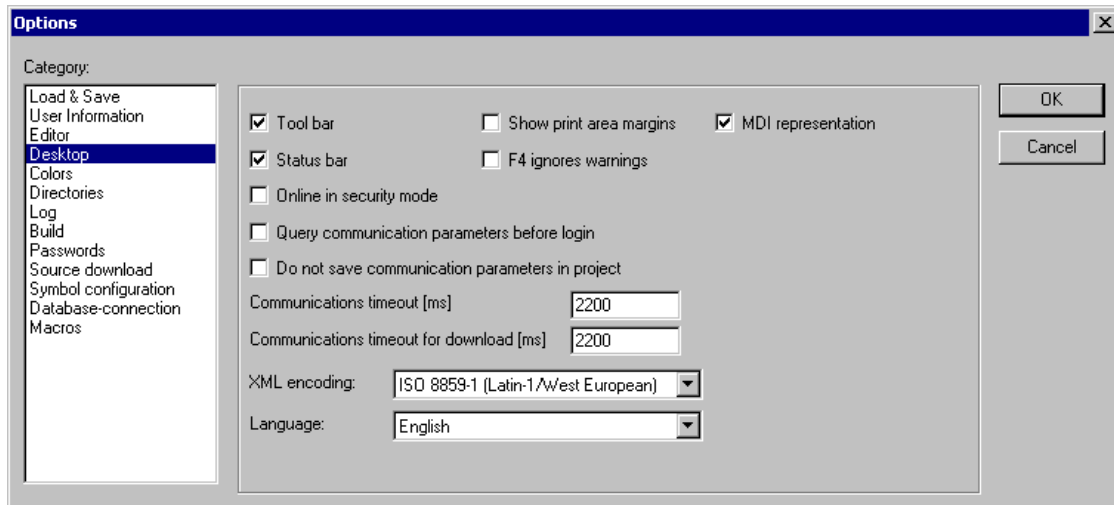 Options
Category:
Load & Save
User Information
Editor
Desktop
Colors
Directories
Log
Build
Passwords
Source download
Symbol configuration
Database-connection
Macros
Tool bar
Show print area margins
MDI representation
Status bar
F4 ignores warnings
Online in security mode
Query communication parameters before login
Do not save communication parameters in project
Communications timeout [ms] 2200
Communications timeout for download [ms] 2200
XML encoding: ISO 8859-1 (Latin-1/West European)
Language: English
OK
Cancel